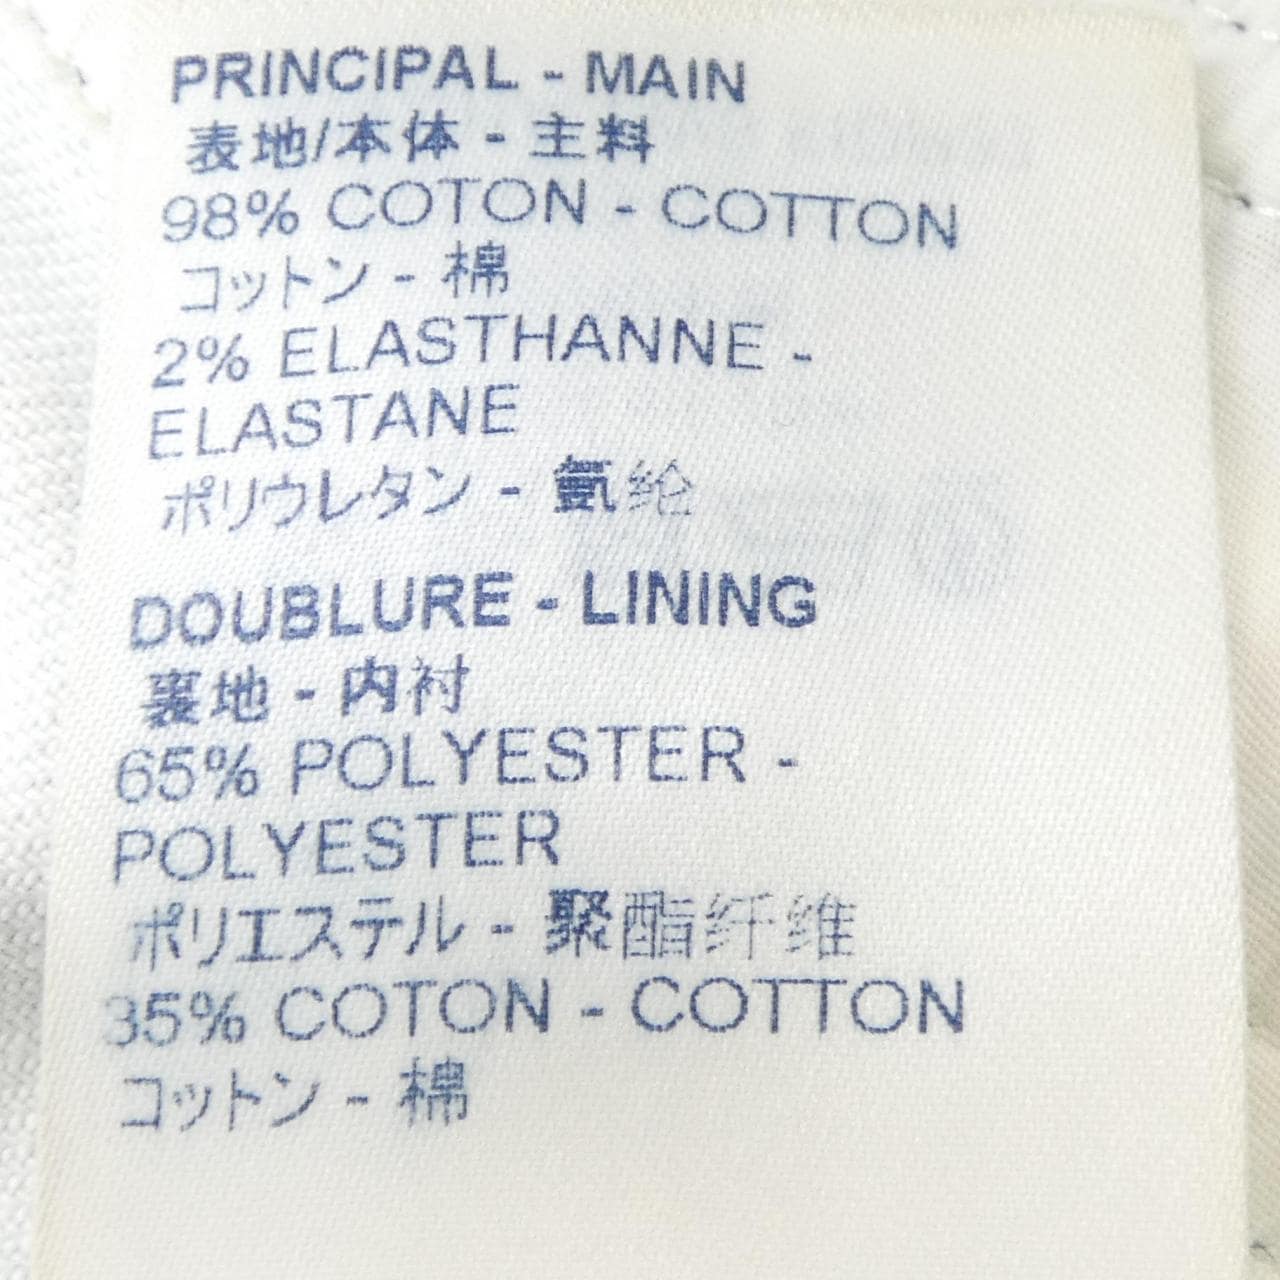 PRINCIPAL - MAIN
表地/本体 - 主料
98% COTON - COTTON
コットン - 棉
2% ELASTHANNE -
ELASTANE
ポリウレタン - 氨纶
DOUBLURE - LINING
裏地 - 内衬
65% POLYESTER -
POLYESTER
ポリエステル - 聚酯纤维
35% COTON - COTTON
コットン - 棉